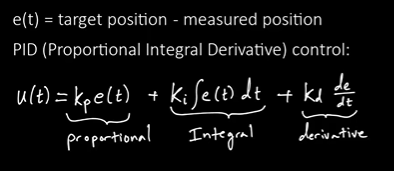 e(t) = target position - measured position
PID (Proportional Integral Derivative) control:
u(t) = kₚe(t) + Kᵢ∫e(t) dt + kd de/dt
proportional Integral derivative